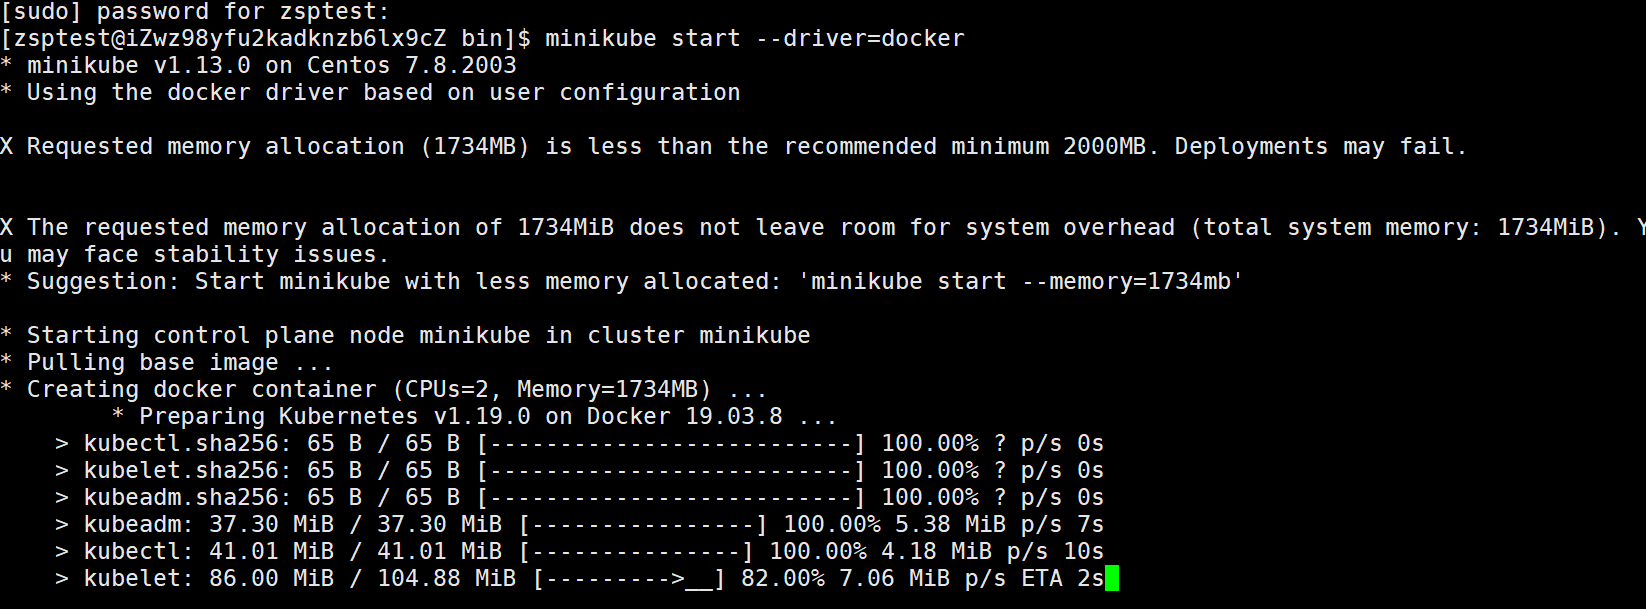 [sudo] password for zsptest:
[zsptest@iZwz98yfu2kadknzb6lx9cZ bin]$ minikube start --driver=docker
* minikube v1.13.0 on Centos 7.8.2003
* Using the docker driver based on user configuration
X Requested memory allocation (1734MB) is less than the recommended minimum 2000MB. Deployments may fail.
X The requested memory allocation of 1734MiB does not leave room for system overhead (total system memory: 1734MiB). Y
u may face stability issues.
* Suggestion: Start minikube with less memory allocated: 'minikube start --memory=1734mb'
* Starting control plane node minikube in cluster minikube
* Pulling base image ...
* Creating docker container (CPUs=2, Memory=1734MB) ...
* Preparing Kubernetes v1.19.0 on Docker 19.03.8 ...
> kubectl.sha256: 65 B / 65 B [--------------------------] 100.00% ? p/s 0s
> kubelet.sha256: 65 B / 65 B [--------------------------] 100.00% ? p/s 0s
> kubeadm.sha256: 65 B / 65 B [--------------------------] 100.00% ? p/s 0s
> kubeadm: 37.30 MiB / 37.30 MiB [----------------] 100.00% 5.38 MiB p/s 7s
> kubectl: 41.01 MiB / 41.01 MiB [---------------] 100.00% 4.18 MiB p/s 10s
> kubelet: 86.00 MiB / 104.88 MiB [--------->__] 82.00% 7.06 MiB p/s ETA 2s